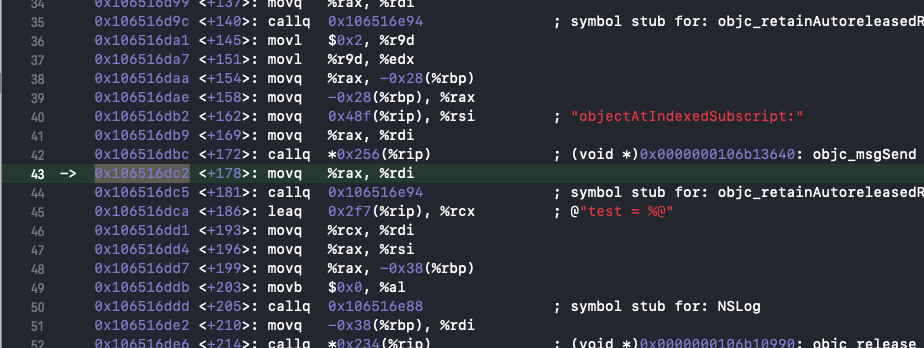 34 0x106516d99 <+137>: movq %rax, %rdi
35 0x106516d9c <+140>: callq 0x106516e94 ; symbol stub for: objc_retainAutoreleasedR
36 0x106516da1 <+145>: movl $0x2, %r9d
37 0x106516da7 <+151>: movl %r9d, %edx
38 0x106516daa <+154>: movq %rax, -0x28(%rbp)
39 0x106516dae <+158>: movq -0x28(%rbp), %rax
40 0x106516db2 <+162>: movq 0x48f(%rip), %rsi ; "objectAtIndexedSubscript:"
41 0x106516db9 <+169>: movq %rax, %rdi
42 0x106516dbc <+172>: callq *0x256(%rip) ; (void *)0x0000000106b13640: objc_msgSend
43 -> 0x106516dc2 <+178>: movq %rax, %rdi
44 0x106516dc5 <+181>: callq 0x106516e94 ; symbol stub for: objc_retainAutoreleasedR
45 0x106516dca <+186>: leaq 0x2f7(%rip), %rcx ; @"test = %@"
46 0x106516dd1 <+193>: movq %rcx, %rdi
47 0x106516dd4 <+196>: movq %rax, %rsi
48 0x106516dd7 <+199>: movq %rax, -0x38(%rbp)
49 0x106516ddb <+203>: movb $0x0, %al
50 0x106516ddd <+205>: callq 0x106516e88 ; symbol stub for: NSLog
51 0x106516de2 <+210>: movq -0x38(%rbp), %rdi
52 0x106516de6 <+214>: callq *0x234(%rip) ; (void *)0x0000000106b10990: objc_release